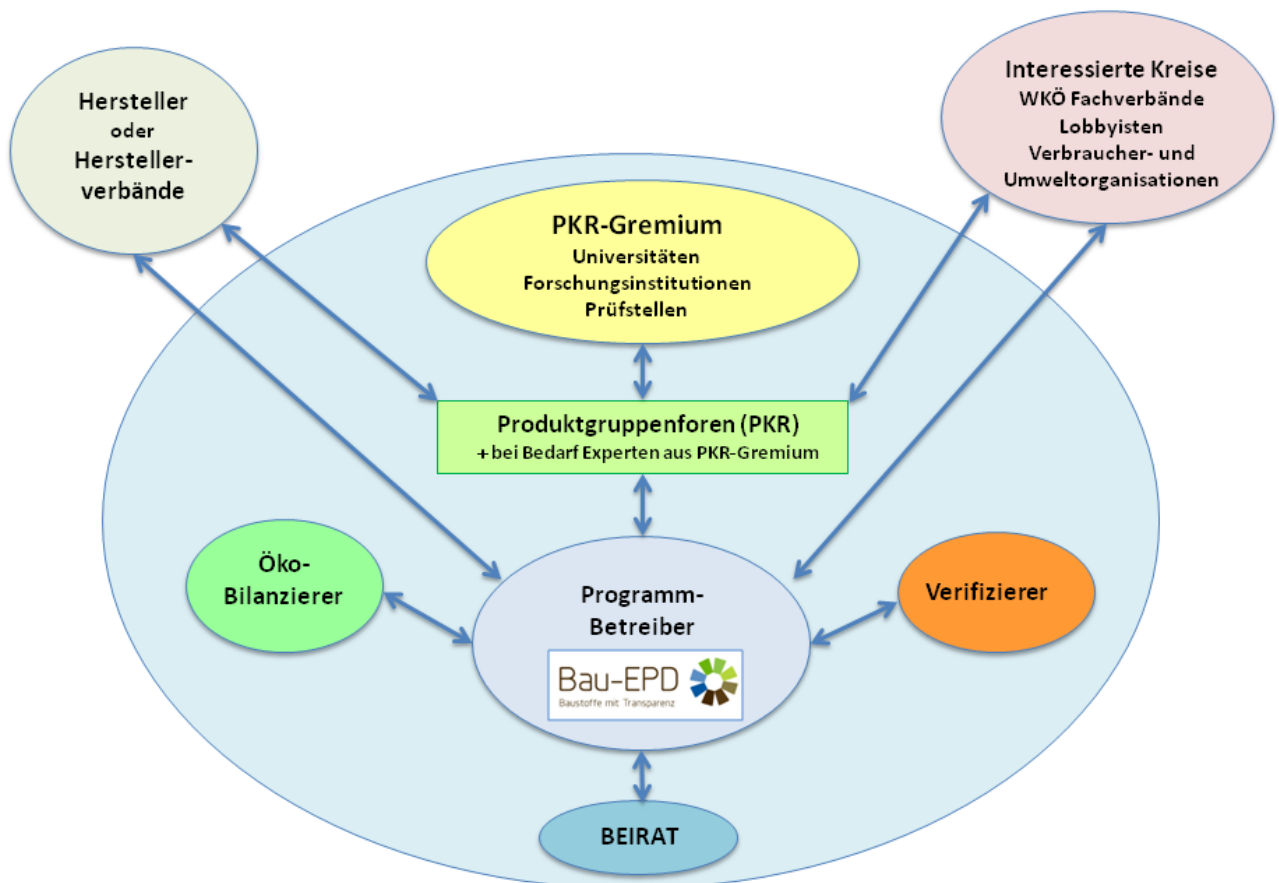 Hersteller
oder
Hersteller-
verbände
Interessierte Kreise
WKÖ Fachverbände
Lobbyisten
Verbraucher- und
Umweltorganisationen
PKR-Gremium
Universitäten
Forschungsinstitutionen
Prüfstellen
Produktgruppenforen (PKR)
+ bei Bedarf Experten aus PKR-Gremium
Öko-
Bilanzierer
Programm-
Betreiber
Bau-EPD
Baustoffe mit Transparenz
Verifizierer
BEIRAT